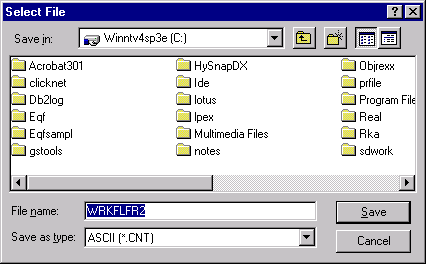 Select File
Save in: Winntv4sp3e (C:)
Acrobat301 HySnapDX Objrexx
clicknet Ide prfile
Db2log lotus Program File
Eqf lpex Real
Eqfsampl Multimedia Files Rka
gstools notes sdwork
File name: WRKFLFR2 Save
Save as type: ASCII (*.CNT) Cancel